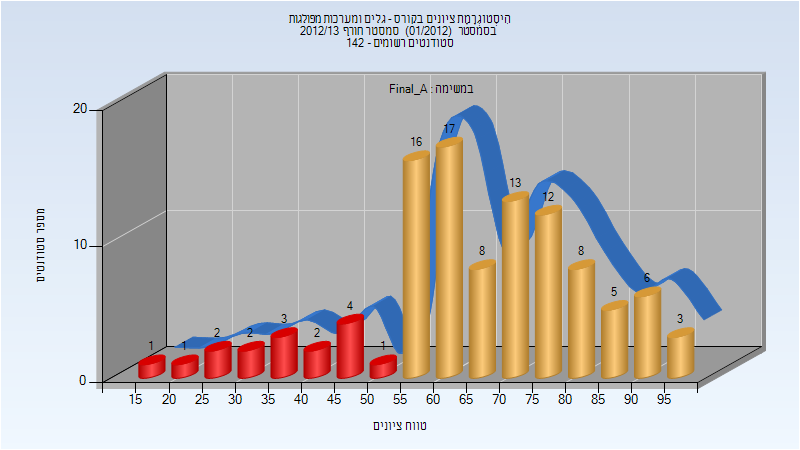 היסטוגרמת ציונים בקורס - גלים ומערכות מפולגות
בסמסטר (01/2012) סמסטר חורף 2012/13
סטודנטים רשומים - 142
במשימה : Final_A
מספר סטודנטים
20
10
0
1 1 2 2 3 2 4 1 16 17 8 13 12 8 5 6 3
15 20 25 30 35 40 45 50 55 60 65 70 75 80 85 90 95
טווח ציונים